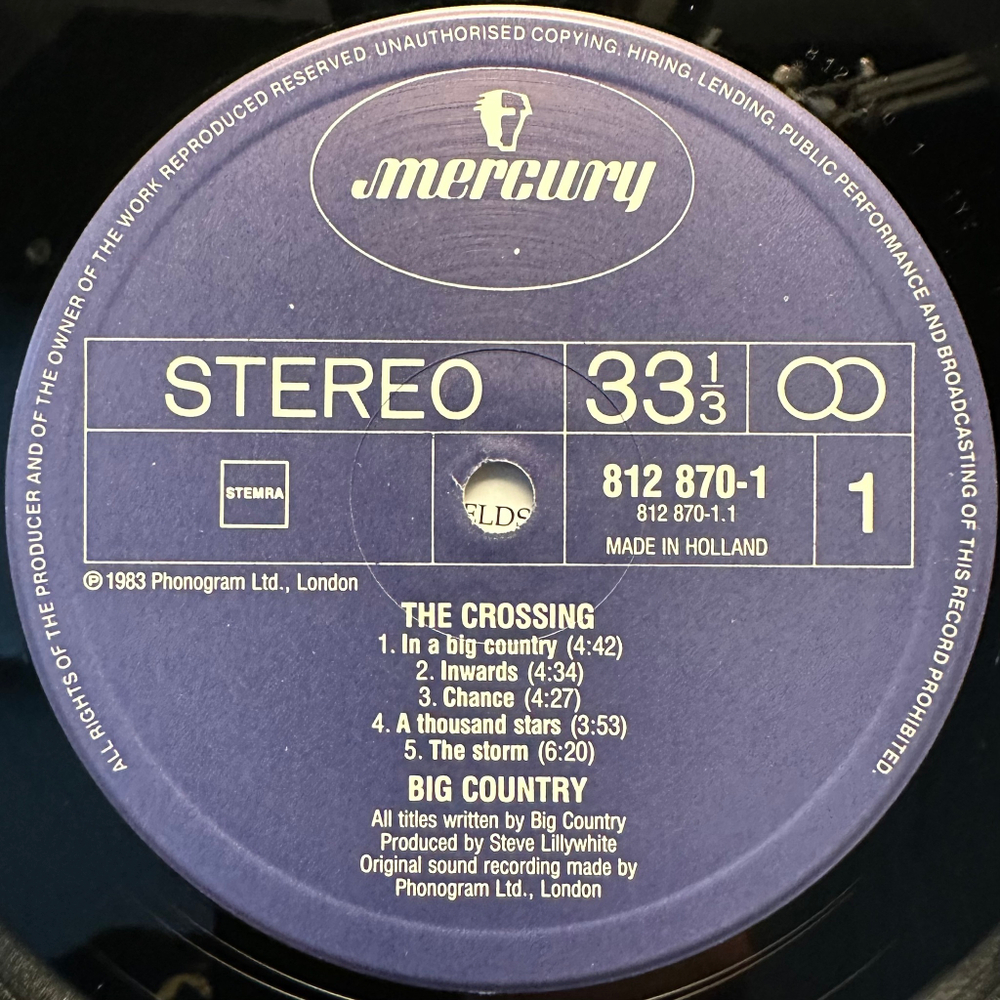 ALL RIGHTS OF THE PRODUCER AND OF THE OWNER OF THE WORK REPRODUCED RESERVED. UNAUTHORISED COPYING, HIRING, LENDING, PUBLIC PERFORMANCE AND BROADCASTING OF THIS RECORD PROHIBITED.
mercury
STEREO 33 1/3
STEMRA
812 870-1
812 870-1.1
MADE IN HOLLAND
1
ELDS
℗ 1983 Phonogram Ltd., London
THE CROSSING
1. In a big country (4:42)
2. Inwards (4:34)
3. Chance (4:27)
4. A thousand stars (3:53)
5. The storm (6:20)
BIG COUNTRY
All titles written by Big Country
Produced by Steve Lillywhite
Original sound recording made by
Phonogram Ltd., London